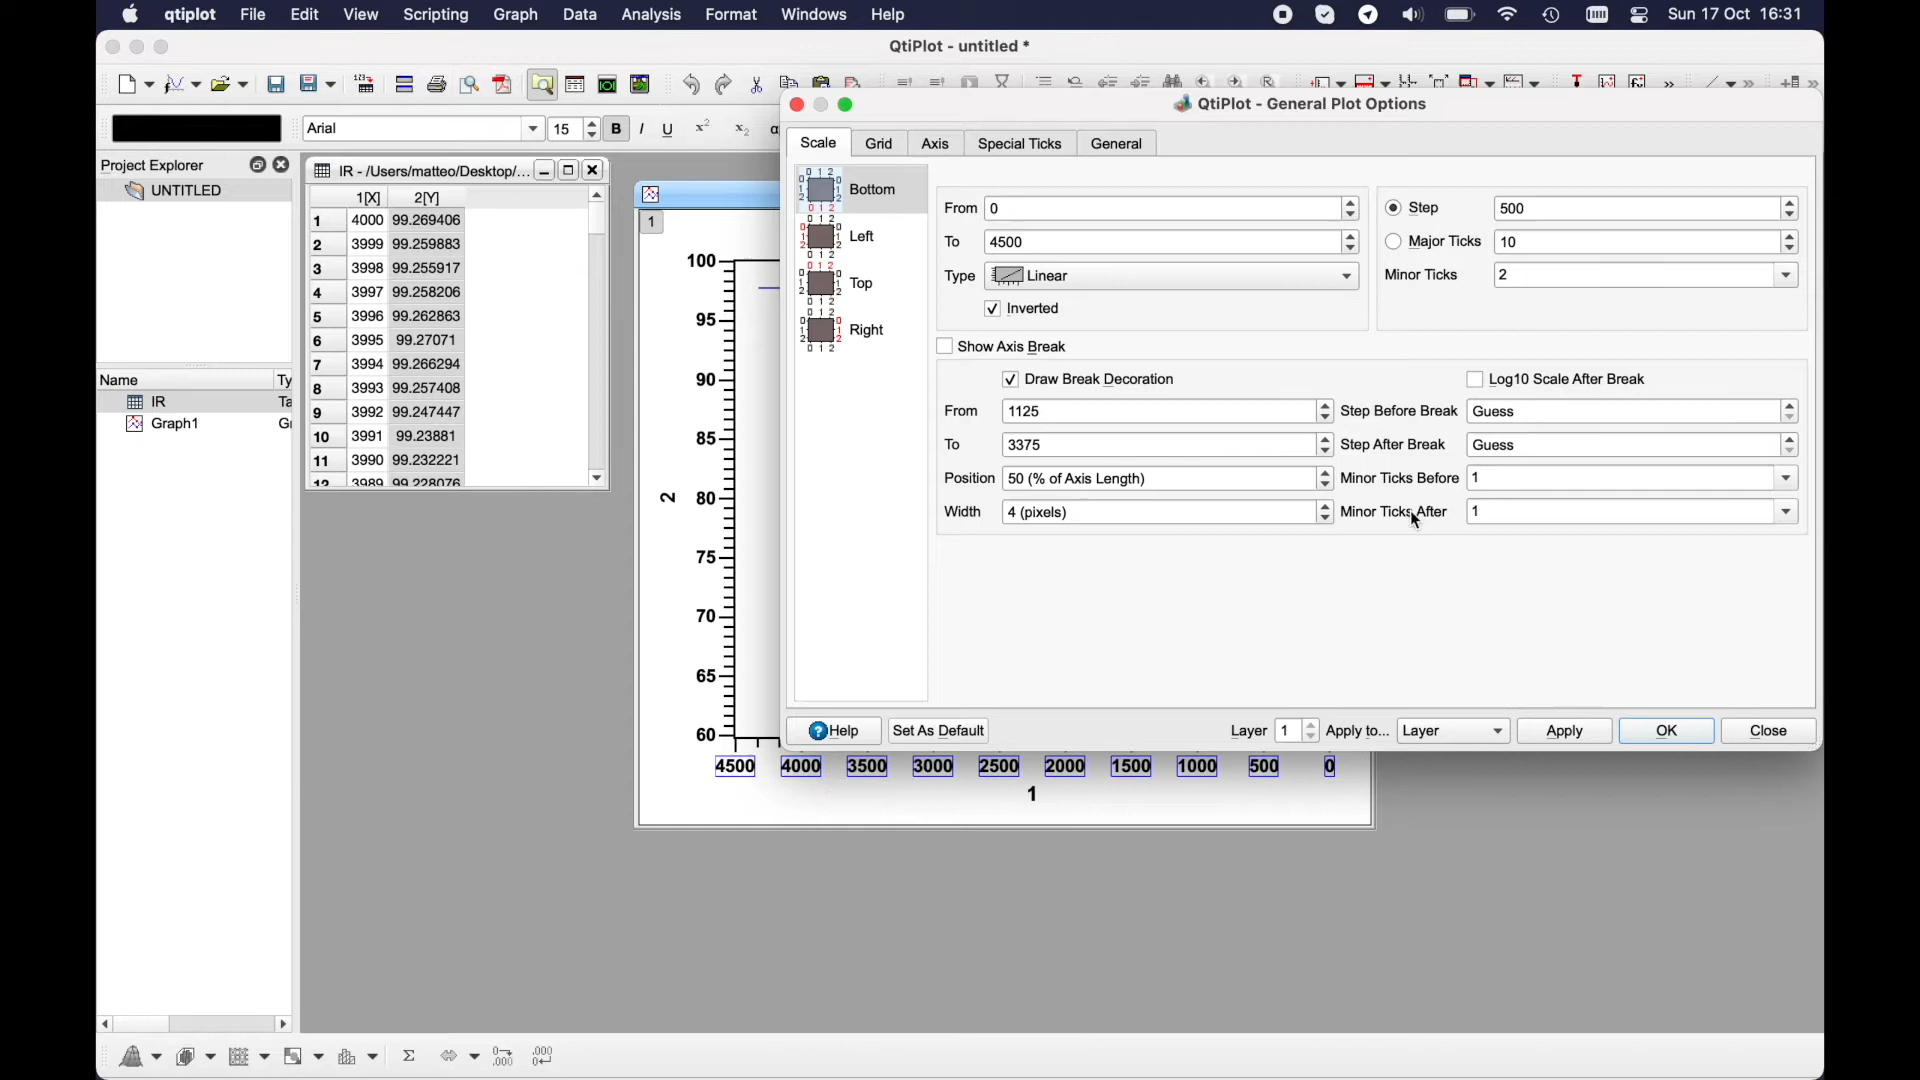 qtiplot File Edit View Scripting Graph Data Analysis Format Windows Help Sun 17 Oct 16:31
QtiPlot - untitled *
Arial 15 B I U x² x₂ α
QtiPlot - General Plot Options
Scale Grid Axis Special Ticks General
Project Explorer
UNTITLED
Name Ty
IR Ta
Graph1 Gr
IR - /Users/matteo/Desktop/...
1[X] 2[Y]
1 4000 99.269406
2 3999 99.259883
3 3998 99.255917
4 3997 99.258206
5 3996 99.262863
6 3995 99.27071
7 3994 99.266294
8 3993 99.257408
9 3992 99.247447
10 3991 99.23881
11 3990 99.232221
12 3989 99.228076
1
100
95
90
85
80
75
70
65
60
2
4500 4000 3500 3000 2500 2000 1500 1000 500 0
1
Bottom
Left
Top
Right
From 0
To 4500
Type Linear
Inverted
Step 500
Major Ticks 10
Minor Ticks 2
Show Axis Break
Draw Break Decoration Log10 Scale After Break
From 1125 Step Before Break Guess
To 3375 Step After Break Guess
Position 50 (% of Axis Length) Minor Ticks Before 1
Width 4 (pixels) Minor Ticks After 1
Help Set As Default Layer 1 Apply to... Layer Apply OK Close